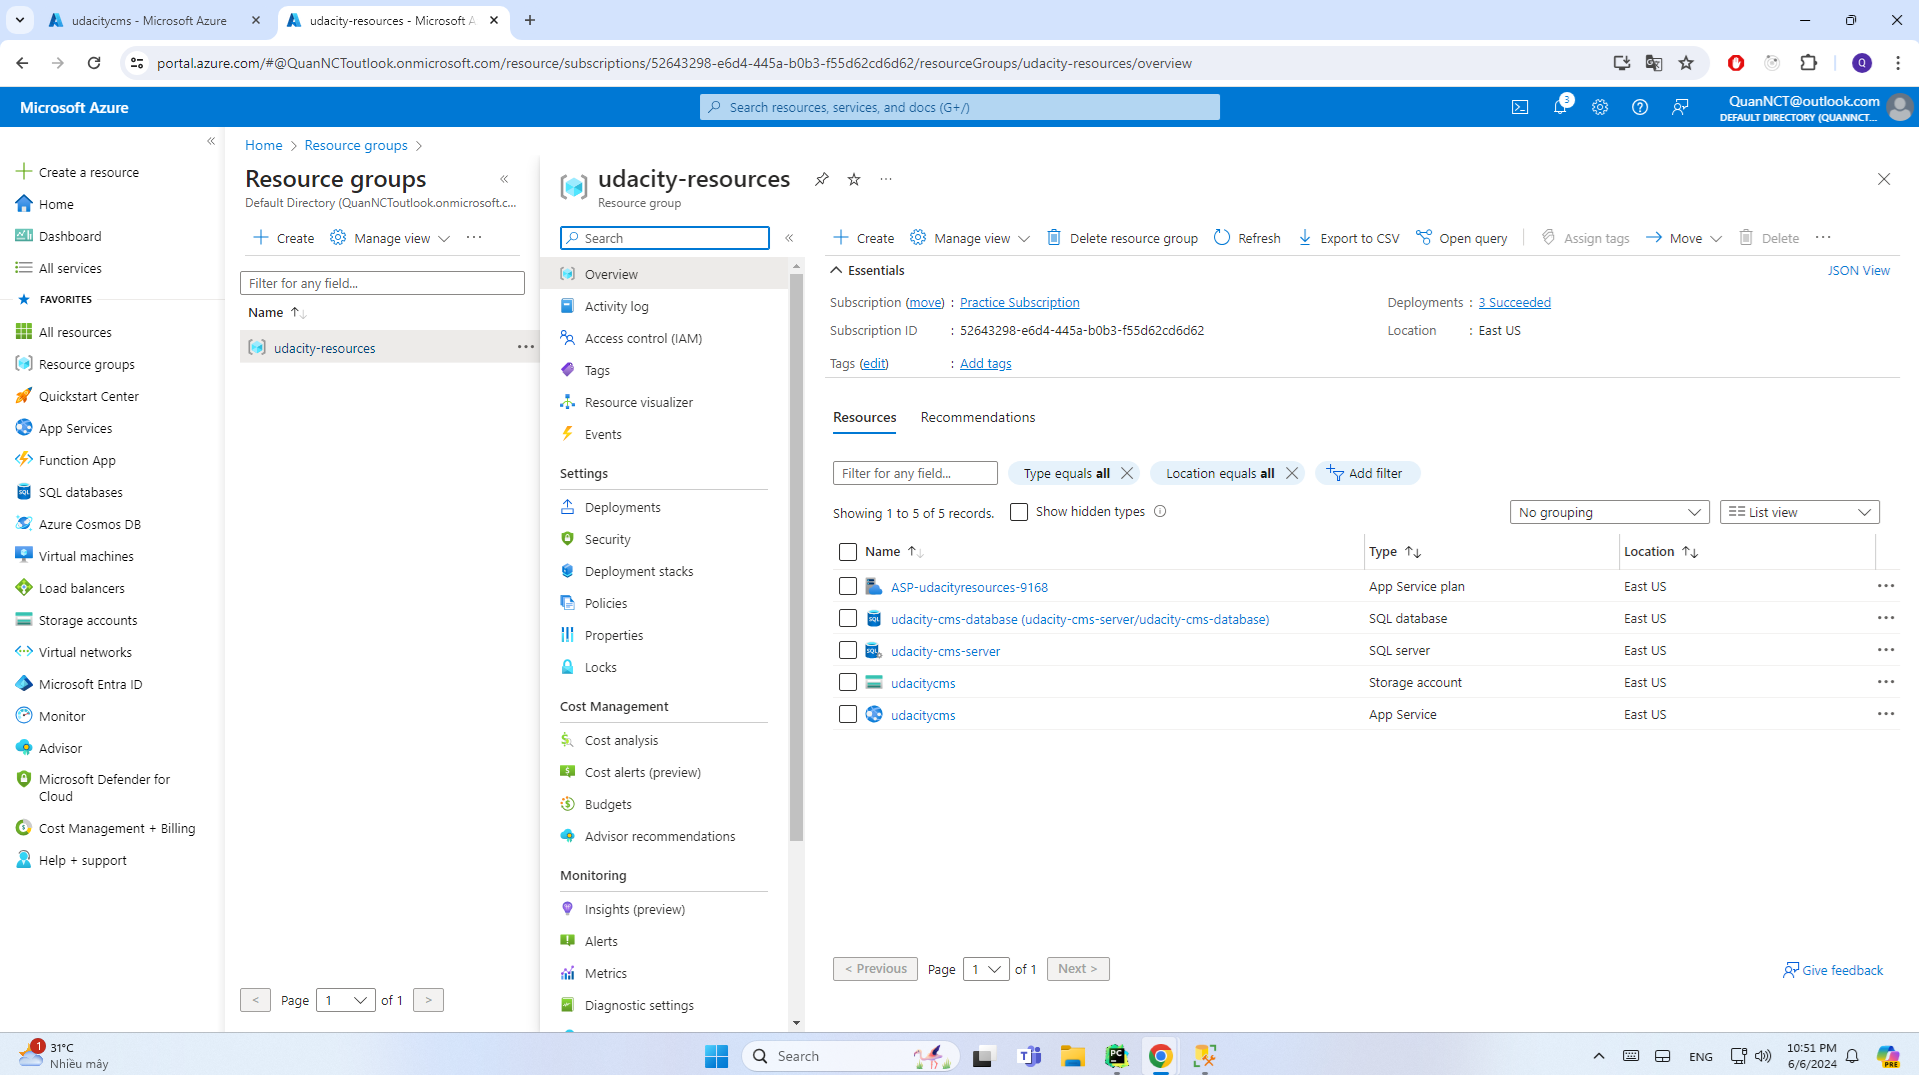 udacitycms - Microsoft Azure
udacity-resources - Microsoft A
portal.azure.com/#@QuanNCToutlook.onmicrosoft.com/resource/subscriptions/52643298-e6d4-445a-b0b3-f55d62cd6d62/resourceGroups/udacity-resources/overview
Q
Microsoft Azure
Search resources, services, and docs (G+/)
3
QuanNCT@outlook.com
DEFAULT DIRECTORY (QUANNCT...
Create a resource
Home
Dashboard
All services
FAVORITES
All resources
Resource groups
Quickstart Center
App Services
Function App
SQL databases
Azure Cosmos DB
Virtual machines
Load balancers
Storage accounts
Virtual networks
Microsoft Entra ID
Monitor
Advisor
Microsoft Defender for
Cloud
Cost Management + Billing
Help + support
Home > Resource groups >
Resource groups
Default Directory (QuanNCToutlook.onmicrosoft.c...
Create
Manage view
Filter for any field...
Name
udacity-resources
< Page 1 of 1 >
udacity-resources
Resource group
Search
Overview
Activity log
Access control (IAM)
Tags
Resource visualizer
Events
Settings
Deployments
Security
Deployment stacks
Policies
Properties
Locks
Cost Management
Cost analysis
Cost alerts (preview)
Budgets
Advisor recommendations
Monitoring
Insights (preview)
Alerts
Metrics
Diagnostic settings
Create Manage view Delete resource group Refresh Export to CSV Open query Assign tags Move Delete
Essentials
JSON View
Subscription (move) : Practice Subscription
Deployments : 3 Succeeded
Subscription ID : 52643298-e6d4-445a-b0b3-f55d62cd6d62
Location : East US
Tags (edit) : Add tags
Resources Recommendations
Filter for any field... Type equals all Location equals all Add filter
Showing 1 to 5 of 5 records. Show hidden types No grouping List view
Name Type Location
ASP-udacityresources-9168 App Service plan East US
udacity-cms-database (udacity-cms-server/udacity-cms-database) SQL database East US
udacity-cms-server SQL server East US
udacitycms Storage account East US
udacitycms App Service East US
< Previous Page 1 of 1 Next >
Give feedback
1
31°C
Nhiều mây
Search
ENG
10:51 PM
6/6/2024
PRE